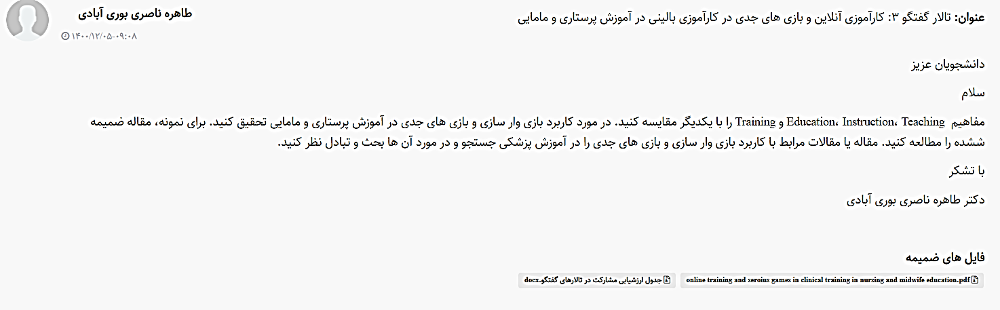 عنوان: تالار گفتگو ۳: کارآموزی آنلاین و بازی های جدی در کارآموزی بالینی در آموزش پرستاری و مامایی
طاهره ناصری بوری آبادی
۱۴۰۰/۱۲/۰۵-۰۹:۰۸
دانشجویان عزیز
سلام
مفاهیم Education، Instruction، Teaching و Training را با یکدیگر مقایسه کنید. در مورد کاربرد بازی وار سازی و بازی های جدی در آموزش پرستاری و مامایی تحقیق کنید. برای نمونه، مقاله ضمیمه
ششده را مطالعه کنید. مقاله یا مقالات مرابط با کاربرد بازی وار سازی و بازی های جدی را در آموزش پزشکی جستجو و در مورد آن ها بحث و تبادل نظر کنید.
با تشکر
دکتر طاهره ناصری بوری آبادی
فایل های ضمیمه
online training and seroius games in clinical training in nursing and midwife education.pdf
جدول ارزشیابی مشارکت در تالارهای گفتگو.docx